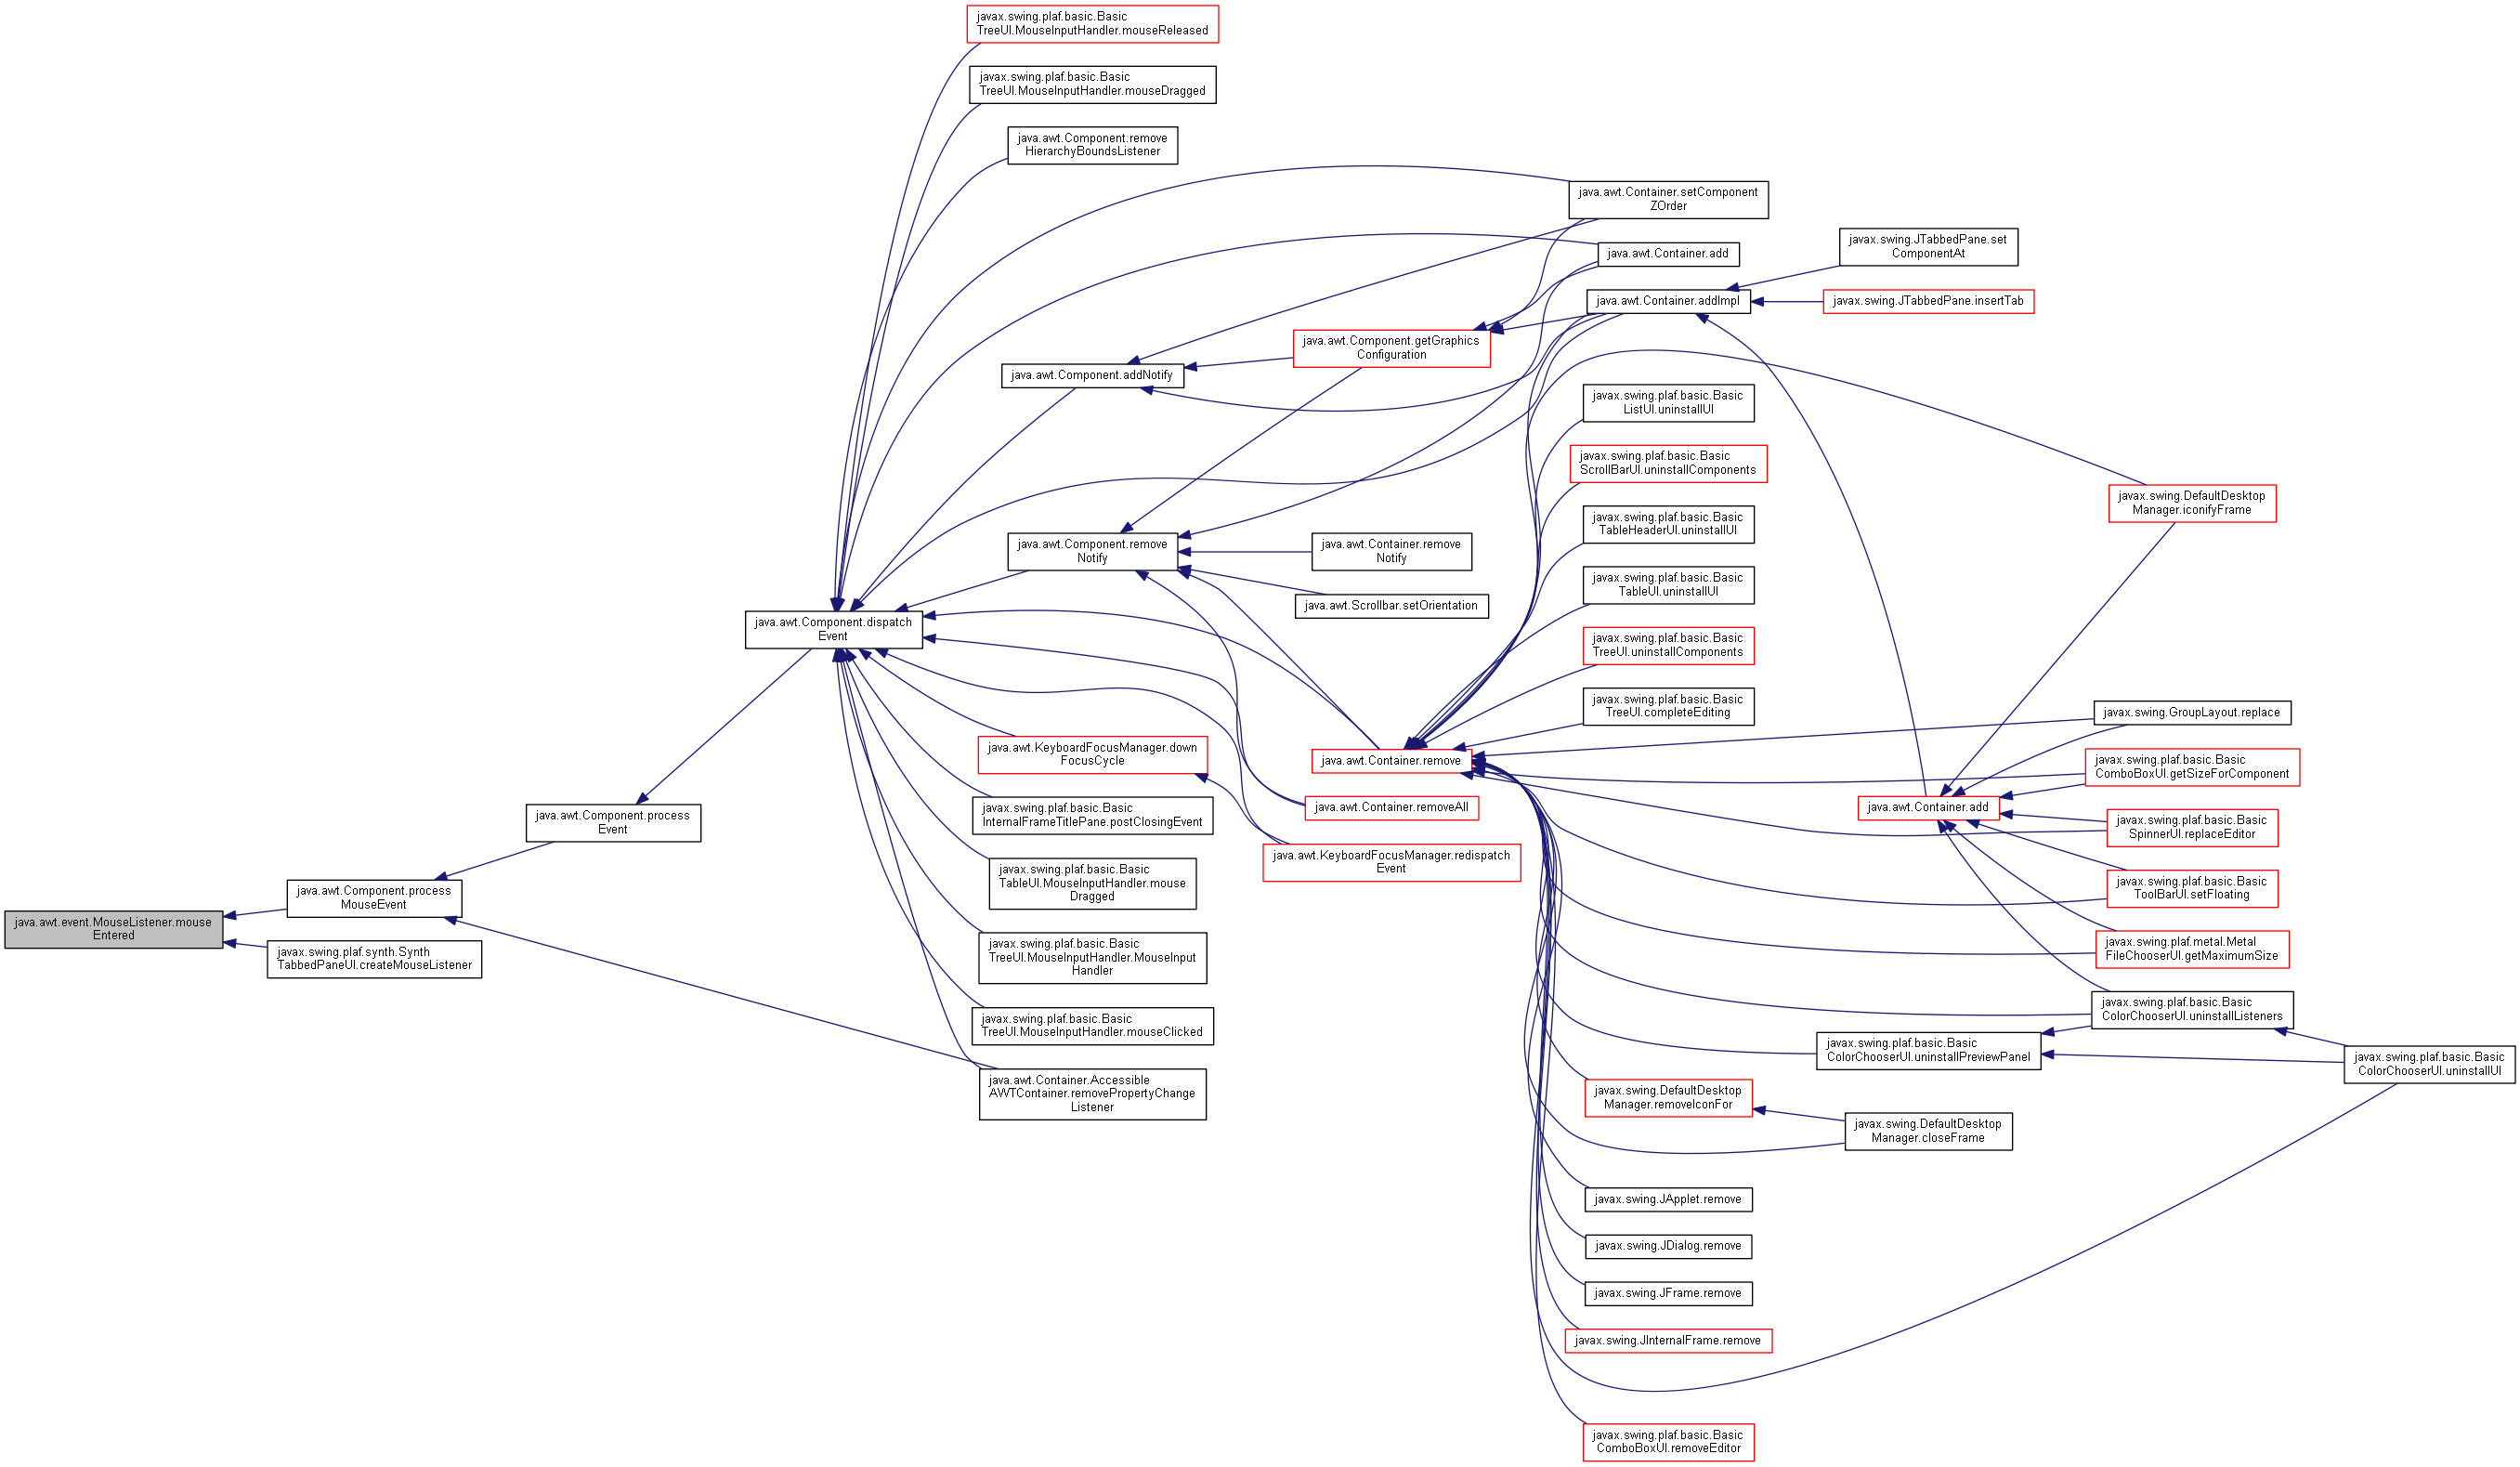 javax.swing.plaf.basic.Basic
TreeUI.MouseInputHandler.mouseReleased
javax.swing.plaf.basic.Basic
TreeUI.MouseInputHandler.mouseDragged
java.awt.Component.remove
HierarchyBoundsListener
java.awt.Container.setComponent
ZOrder
java.awt.Container.add
javax.swing.JTabbedPane.set
ComponentAt
java.awt.Container.addImpl
javax.swing.JTabbedPane.insertTab
java.awt.Component.getGraphics
Configuration
java.awt.Component.addNotify
javax.swing.plaf.basic.Basic
ListUI.uninstallUI
javax.swing.plaf.basic.Basic
ScrollBarUI.uninstallComponents
javax.swing.DefaultDesktop
Manager.iconifyFrame
javax.swing.plaf.basic.Basic
TableHeaderUI.uninstallUI
java.awt.Component.remove
Notify
java.awt.Container.remove
Notify
javax.swing.plaf.basic.Basic
TableUI.uninstallUI
java.awt.Scrollbar.setOrientation
java.awt.Component.dispatch
Event
javax.swing.plaf.basic.Basic
TreeUI.uninstallComponents
javax.swing.plaf.basic.Basic
TreeUI.completeEditing
javax.swing.GroupLayout.replace
java.awt.KeyboardFocusManager.down
FocusCycle
java.awt.Container.remove
javax.swing.plaf.basic.Basic
ComboBoxUI.getSizeForComponent
java.awt.Container.removeAll
java.awt.Container.add
javax.swing.plaf.basic.Basic
InternalFrameTitlePane.postClosingEvent
java.awt.Component.process
Event
javax.swing.plaf.basic.Basic
SpinnerUI.replaceEditor
java.awt.KeyboardFocusManager.redispatch
Event
javax.swing.plaf.basic.Basic
TableUI.MouseInputHandler.mouse
Dragged
javax.swing.plaf.basic.Basic
ToolBarUI.setFloating
java.awt.Component.process
MouseEvent
java.awt.event.MouseListener.mouse
Entered
javax.swing.plaf.synth.Synth
TabbedPaneUI.createMouseListener
javax.swing.plaf.basic.Basic
TreeUI.MouseInputHandler.MouseInput
Handler
javax.swing.plaf.metal.Metal
FileChooserUI.getMaximumSize
javax.swing.plaf.basic.Basic
ColorChooserUI.uninstallListeners
javax.swing.plaf.basic.Basic
TreeUI.MouseInputHandler.mouseClicked
javax.swing.plaf.basic.Basic
ColorChooserUI.uninstallPreviewPanel
javax.swing.plaf.basic.Basic
ColorChooserUI.uninstallUI
java.awt.Container.Accessible
AWTContainer.removePropertyChange
Listener
javax.swing.DefaultDesktop
Manager.removeIconFor
javax.swing.DefaultDesktop
Manager.closeFrame
javax.swing.JApplet.remove
javax.swing.JDialog.remove
javax.swing.JFrame.remove
javax.swing.JInternalFrame.remove
javax.swing.plaf.basic.Basic
ComboBoxUI.removeEditor